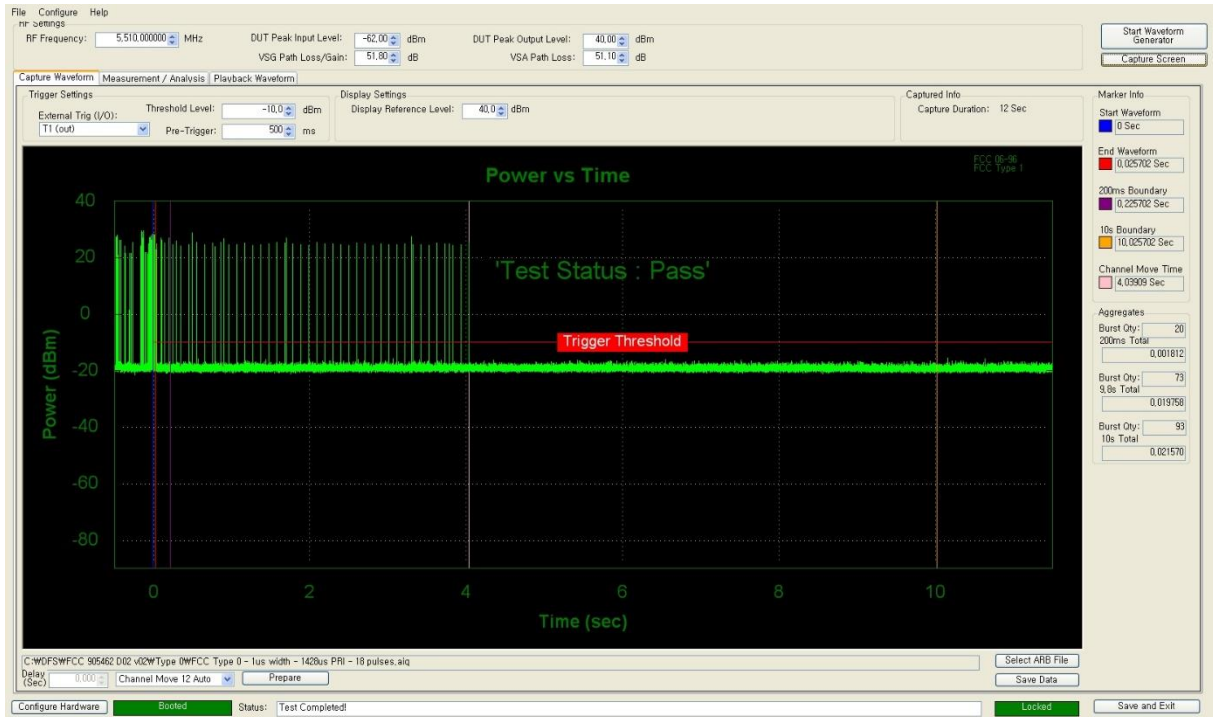 File Configure Help
RF Settings
RF Frequency: 5,510,000000 MHz DUT Peak Input Level: -62,00 dBm DUT Peak Output Level: 40,00 dBm
VSG Path Loss/Gain: 51,80 dB VSA Path Loss: 51,10 dB
Start Waveform Generator
Capture Screen
Capture Waveform Measurement / Analysis Playback Waveform
Trigger Settings
External Trig (I/O): Threshold Level: -10,0 dBm
T1 (out) Pre-Trigger: 500 ms
Display Settings
Display Reference Level: 40,0 dBm
Captured Info
Capture Duration: 12 Sec
Marker Info
Start Waveform
0 Sec
End Waveform
0,025702 Sec
200ms Boundary
0,225702 Sec
10s Boundary
10,025702 Sec
Channel Move Time
4,03909 Sec
Aggregates
Burst Qty: 20
200ms Total
0,001812
Burst Qty: 73
9,8s Total
0,019758
Burst Qty: 93
10s Total
0,021570
FCC 06-96
FCC Type 1
Power vs Time
'Test Status : Pass'
Trigger Threshold
Power (dBm)
40
20
0
-20
-40
-60
-80
0 2 4 6 8 10
Time (sec)
C:₩DFS₩FCC 905462 D02 v02₩Type 0₩FCC Type 0 - 1us width - 1428us PRI - 18 pulses,aiq
Select ARB File
Delay (Sec) 0,000 Channel Move 12 Auto Prepare Save Data
Configure Hardware Booted Status: Test Completed! Locked Save and Exit